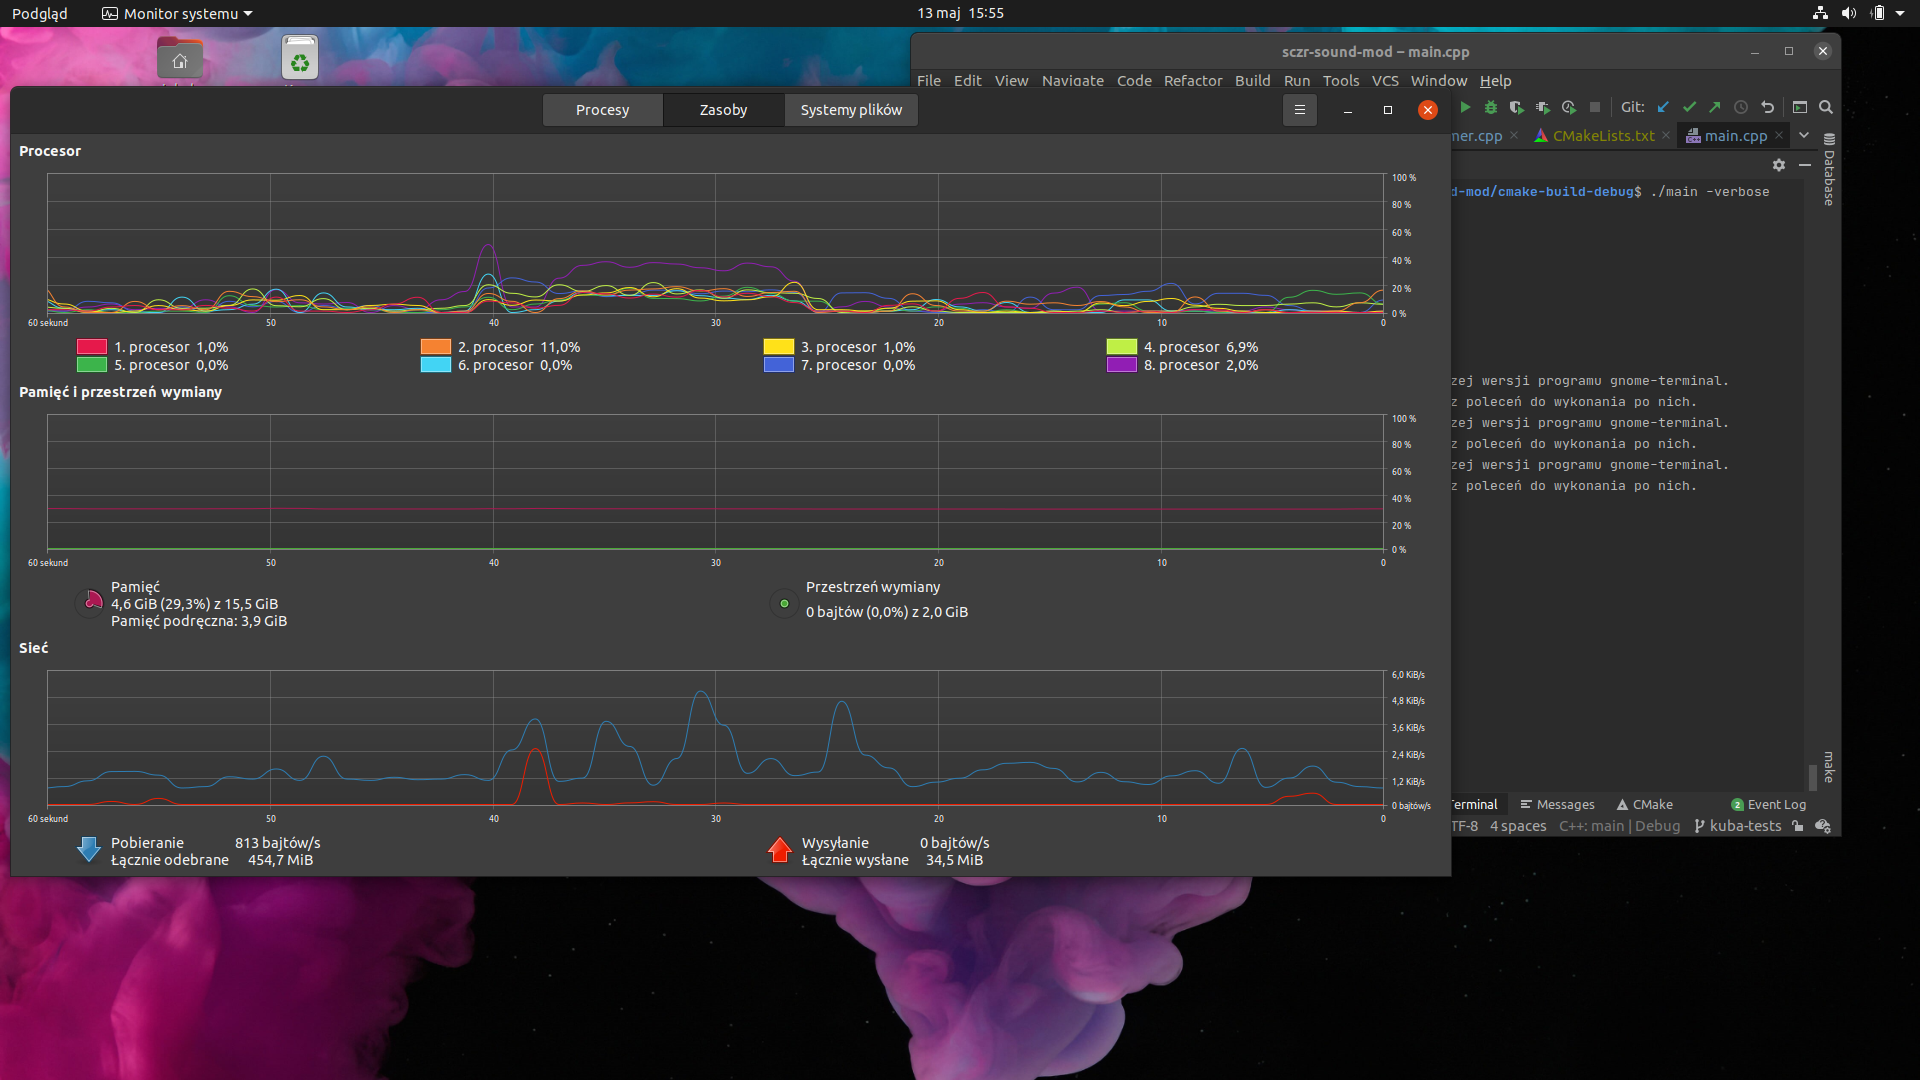 Podgląd Monitor systemu 13 maj 15:55
sczr-sound-mod – main.cpp
File Edit View Navigate Code Refactor Build Run Tools VCS Window Help
Procesy Zasoby Systemy plików
Git:
mer.cpp CMakeLists.txt main.cpp
Database
d-mod/cmake-build-debug$ ./main -verbose
Procesor
100 %
80 %
60 %
40 %
20 %
0 %
60 sekund 50 40 30 20 10 0
1. procesor 1,0% 2. procesor 11,0% 3. procesor 1,0% 4. procesor 6,9%
5. procesor 0,0% 6. procesor 0,0% 7. procesor 0,0% 8. procesor 2,0%
zej wersji programu gnome-terminal.
z poleceń do wykonania po nich.
zej wersji programu gnome-terminal.
z poleceń do wykonania po nich.
zej wersji programu gnome-terminal.
z poleceń do wykonania po nich.
Pamięć i przestrzeń wymiany
100 %
80 %
60 %
40 %
20 %
0 %
60 sekund 50 40 30 20 10 0
Pamięć
4,6 GiB (29,3%) z 15,5 GiB
Pamięć podręczna: 3,9 GiB
Przestrzeń wymiany
0 bajtów (0,0%) z 2,0 GiB
Sieć
6,0 KiB/s
4,8 KiB/s
3,6 KiB/s
2,4 KiB/s
1,2 KiB/s
0 bajtów/s
60 sekund 50 40 30 20 10 0
Pobieranie 813 bajtów/s
Łącznie odebrane 454,7 MiB
Wysyłanie 0 bajtów/s
Łącznie wysłane 34,5 MiB
make
Terminal Messages CMake 2 Event Log
TF-8 4 spaces C++: main | Debug kuba-tests